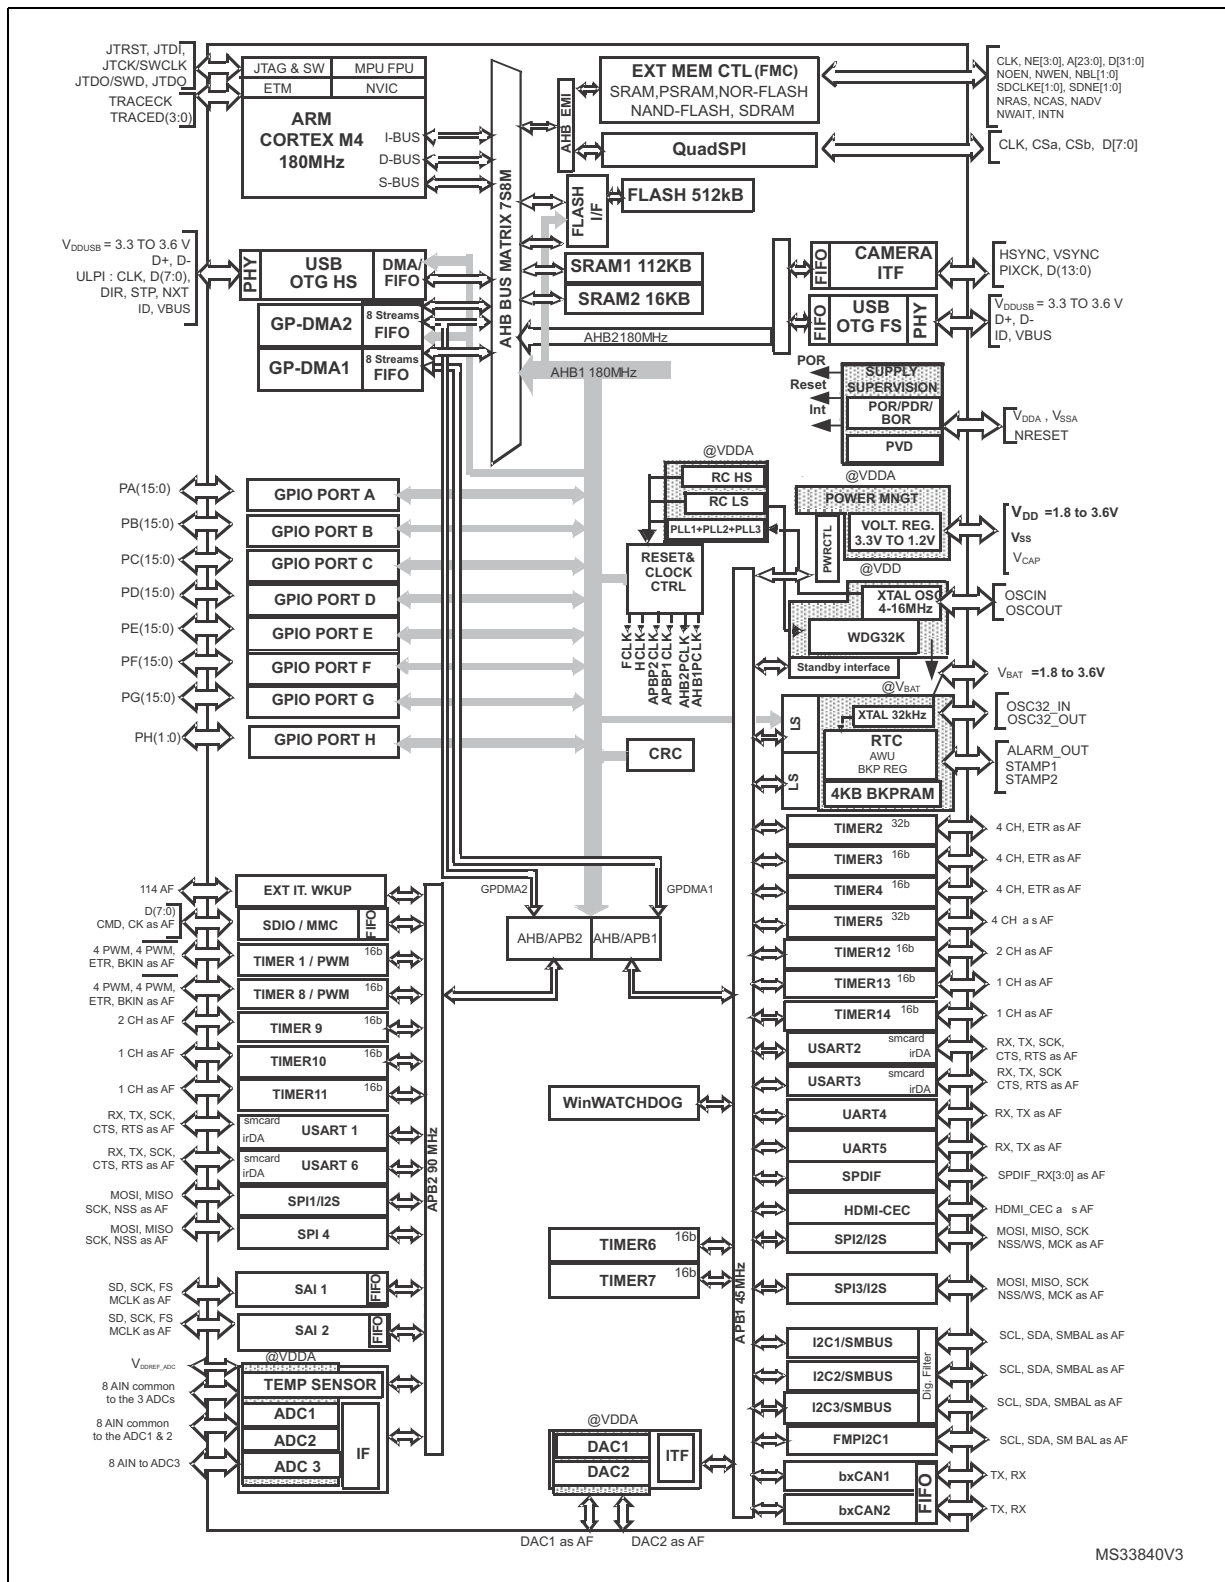 JTRST, JTDI,
JTCK/SWCLK
JTDO/SWD, JTDO
TRACECK
TRACED(3:0)
JTAG & SW
MPU FPU
ETM
NVIC
ARM
CORTEX M4
180MHz
I-BUS
D-BUS
S-BUS
AHB BUS MATRIX 7S8M
AHB EMI
EXT MEM CTL (FMC)
SRAM,PSRAM,NOR-FLASH
NAND-FLASH, SDRAM
QuadSPI
CLK, NE[3:0], A[23:0], D[31:0]
NOEN, NWEN, NBL[1:0]
SDCLKE[1:0], SDNE[1:0]
NRAS, NCAS, NADV
NWAIT, INTN
CLK, CSa, CSb, D[7:0]
FLASH I/F
FLASH 512kB
SRAM1 112KB
SRAM2 16KB
VDDUSB = 3.3 TO 3.6 V
D+, D-
ULPI : CLK, D(7:0),
DIR, STP, NXT
ID, VBUS
PHY
USB
OTG HS
DMA/
FIFO
GP-DMA2
8 Streams
FIFO
GP-DMA1
8 Streams
FIFO
AHB2180MHz
AHB1 180MHz
FIFO
CAMERA
ITF
HSYNC, VSYNC
PIXCK, D(13:0)
FIFO
USB
OTG FS
PHY
VDDUSB = 3.3 TO 3.6 V
D+, D-
ID, VBUS
POR
Reset
Int
SUPPLY
SUPERVISION
POR/PDR/
BOR
PVD
VDDA , VSSA
NRESET
@VDDA
@VDDA
RC HS
RC LS
PLL1+PLL2+PLL3
RESET&
CLOCK
CTRL
FCLK
HCLK
APBP2CLK
APBP1CLK
AHB2PCLK
AHB1PCLK
POWER MNGT
VOLT. REG.
3.3V TO 1.2V
PWRCTL
VDD =1.8 to 3.6V
Vss
VCAP
@VDD
XTAL OSC
4-16MHz
WDG32K
Standby interface
OSCIN
OSCOUT
VBAT =1.8 to 3.6V
@VBAT
LS
LS
XTAL 32kHz
RTC
AWU
BKP REG
4KB BKPRAM
OSC32_IN
OSC32_OUT
ALARM_OUT
STAMP1
STAMP2
PA(15:0)
GPIO PORT A
PB(15:0)
GPIO PORT B
PC(15:0)
GPIO PORT C
PD(15:0)
GPIO PORT D
PE(15:0)
GPIO PORT E
PF(15:0)
GPIO PORT F
PG(15:0)
GPIO PORT G
PH(1:0)
GPIO PORT H
CRC
GPDMA2
GPDMA1
AHB/APB2
AHB/APB1
114 AF
EXT IT. WKUP
D(7:0)
CMD, CK as AF
SDIO / MMC
FIFO
4 PWM, 4 PWM,
ETR, BKIN as AF
TIMER 1 / PWM
16b
4 PWM, 4 PWM,
ETR, BKIN as AF
TIMER 8 / PWM
16b
2 CH as AF
TIMER 9
16b
1 CH as AF
TIMER10
16b
1 CH as AF
TIMER11
16b
RX, TX, SCK,
CTS, RTS as AF
smcard
irDA
USART 1
RX, TX, SCK,
CTS, RTS as AF
smcard
irDA
USART 6
MOSI, MISO
SCK, NSS as AF
SPI1/I2S
MOSI, MISO
SCK, NSS as AF
SPI 4
SD, SCK, FS
MCLK as AF
SAI 1
FIFO
SD, SCK, FS
MCLK as AF
SAI 2
FIFO
APB2 90 MHz
@VDDA
VDDREF_ADC
TEMP SENSOR
8 AIN common
to the 3 ADCs
8 AIN common
to the ADC1 & 2
8 AIN to ADC3
ADC1
ADC2
ADC 3
IF
WinWATCHDOG
TIMER6
16b
TIMER7
16b
@VDDA
DAC1
DAC2
ITF
DAC1 as AF
DAC2 as AF
APB1 45MHz
TIMER2
32b
4 CH, ETR as AF
TIMER3
16b
4 CH, ETR as AF
TIMER4
16b
4 CH, ETR as AF
TIMER5
32b
4 CH a s AF
TIMER12
16b
2 CH as AF
TIMER13
16b
1 CH as AF
TIMER14
16b
1 CH as AF
USART2
smcard
irDA
RX, TX, SCK,
CTS, RTS as AF
USART3
smcard
irDA
RX, TX, SCK
CTS, RTS as AF
UART4
RX, TX as AF
UART5
RX, TX as AF
SPDIF
SPDIF_RX[3:0] as AF
HDMI-CEC
HDMI_CEC a s AF
SPI2/I2S
MOSI, MISO, SCK
NSS/WS, MCK as AF
SPI3/I2S
MOSI, MISO, SCK
NSS/WS, MCK as AF
I2C1/SMBUS
SCL, SDA, SMBAL as AF
I2C2/SMBUS
SCL, SDA, SMBAL as AF
I2C3/SMBUS
SCL, SDA, SMBAL as AF
Dig. Filter
FMPI2C1
SCL, SDA, SM BAL as AF
bxCAN1
TX, RX
bxCAN2
TX, RX
FIFO
MS33840V3